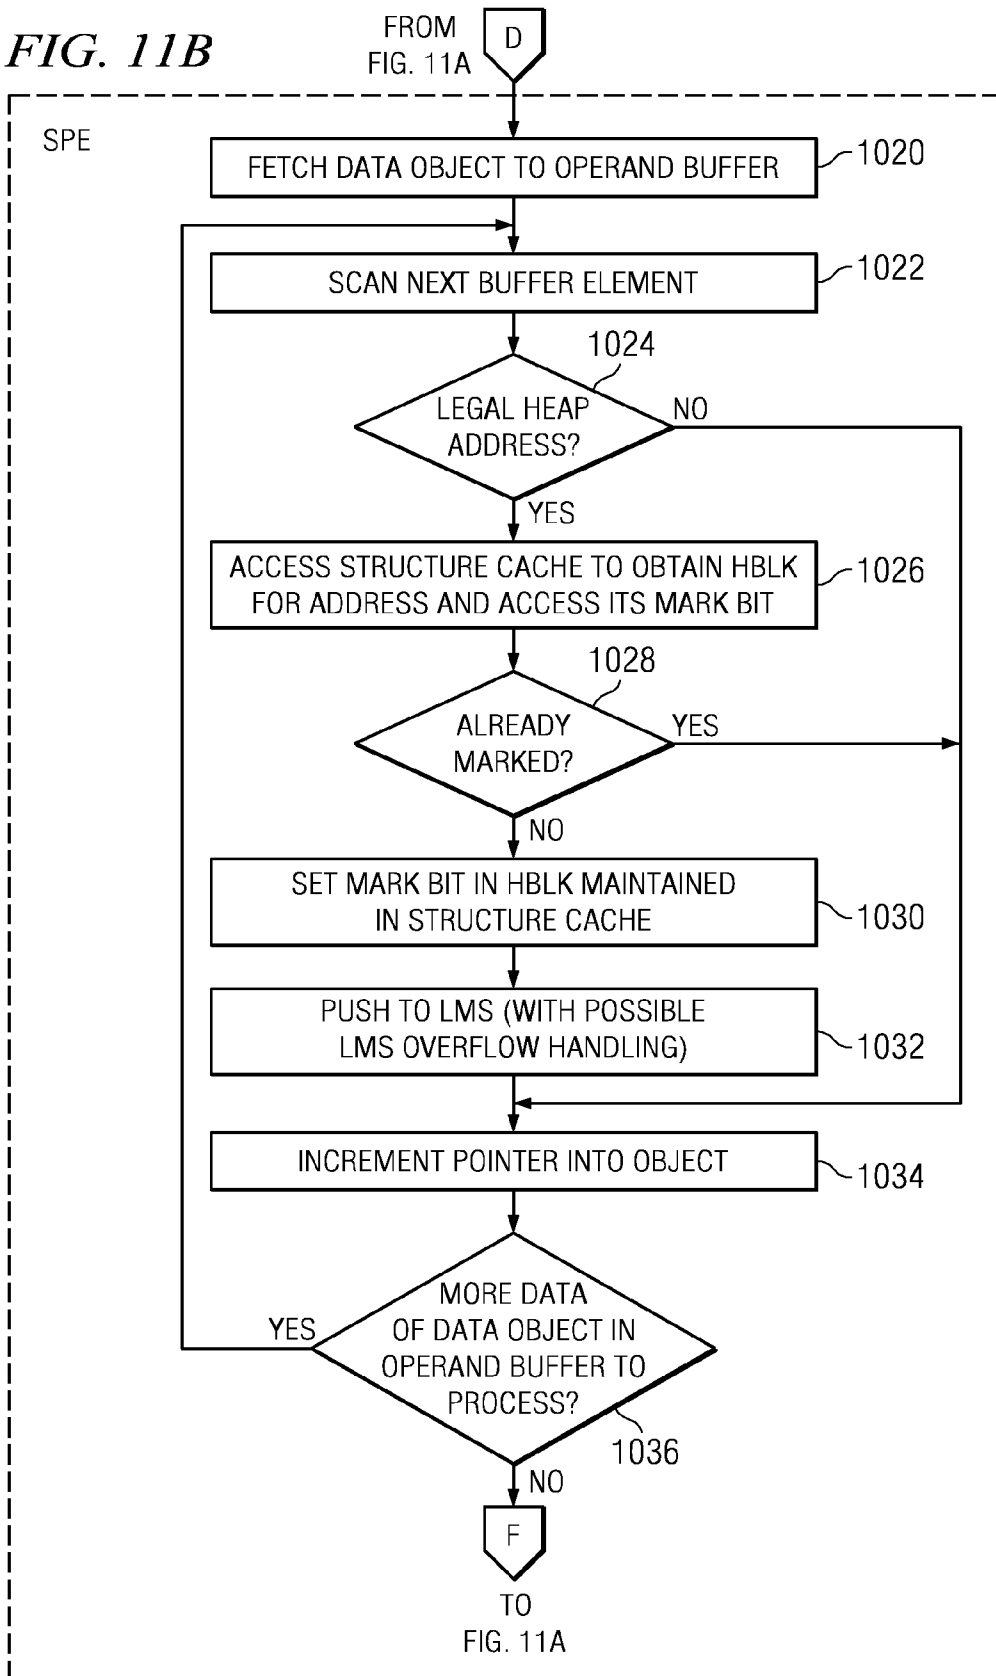 FIG. 11B
FROM
FIG. 11A
D
SPE
FETCH DATA OBJECT TO OPERAND BUFFER
1020
SCAN NEXT BUFFER ELEMENT
1022
1024
LEGAL HEAP
ADDRESS?
NO
YES
ACCESS STRUCTURE CACHE TO OBTAIN HBLK
FOR ADDRESS AND ACCESS ITS MARK BIT
1026
1028
ALREADY
MARKED?
YES
NO
SET MARK BIT IN HBLK MAINTAINED
IN STRUCTURE CACHE
1030
PUSH TO LMS (WITH POSSIBLE
LMS OVERFLOW HANDLING)
1032
INCREMENT POINTER INTO OBJECT
1034
MORE DATA
OF DATA OBJECT IN
OPERAND BUFFER TO
PROCESS?
YES
1036
NO
F
TO
FIG. 11A